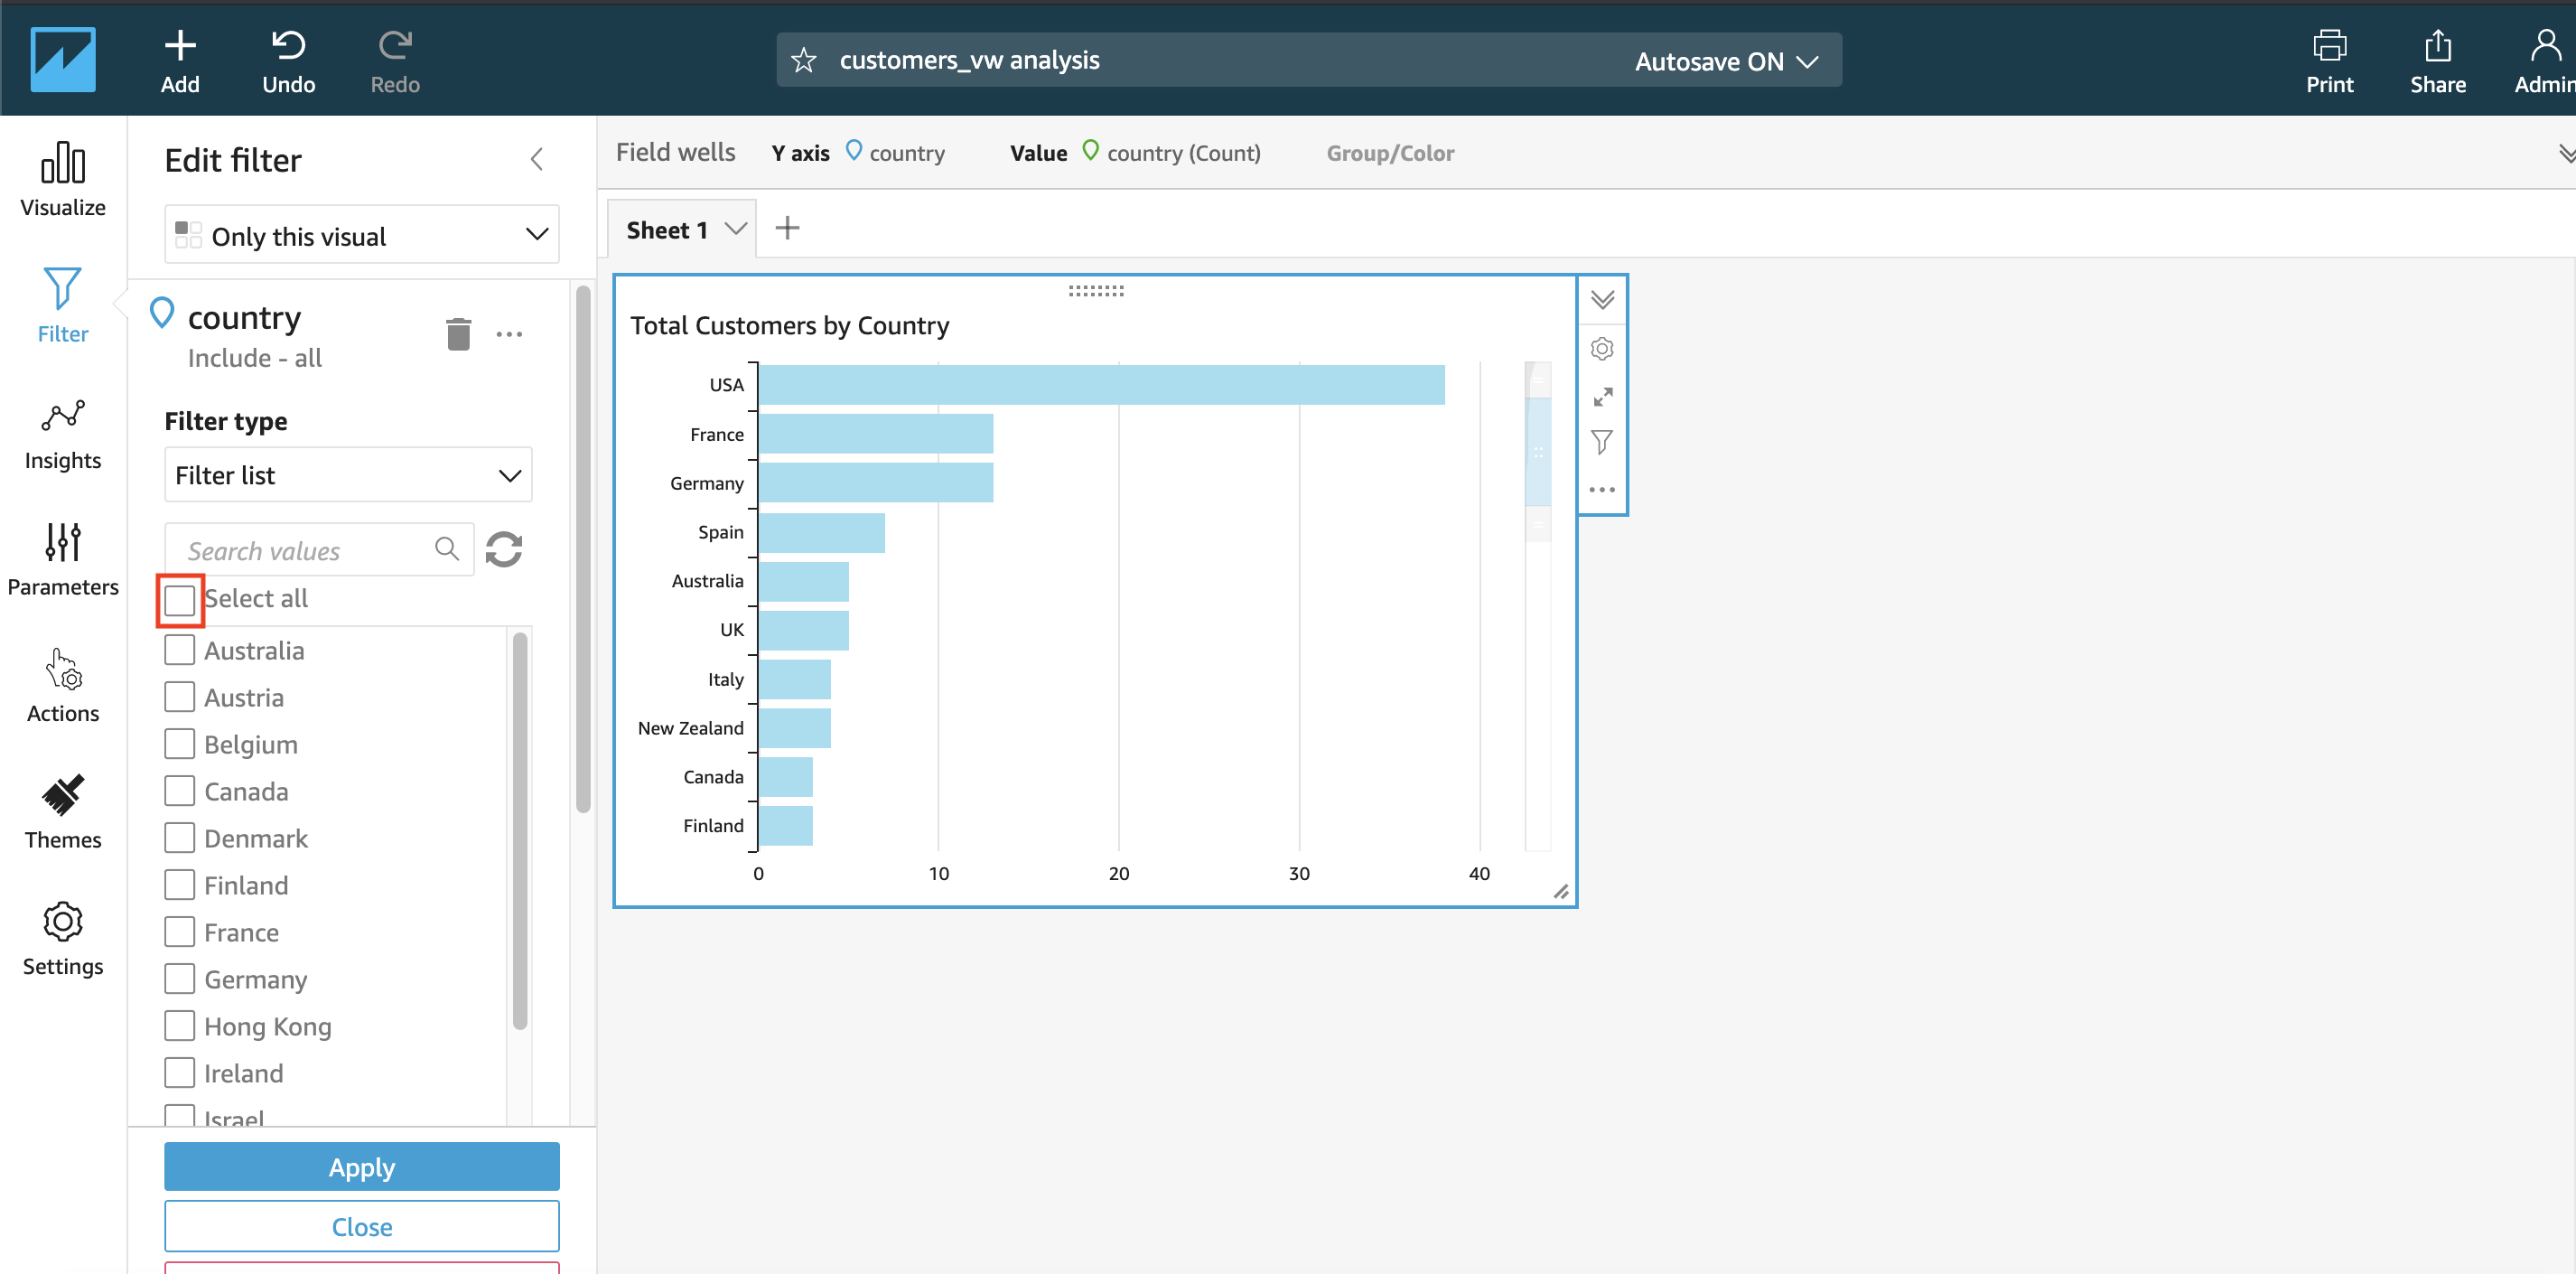 Add
Undo
Redo
customers_vw analysis
Autosave ON
Print
Share
Admin
Visualize
Filter
Insights
Parameters
Actions
Themes
Settings
Edit filter
Only this visual
country
Include - all
Filter type
Filter list
Search values
Select all
Australia
Austria
Belgium
Canada
Denmark
Finland
France
Germany
Hong Kong
Ireland
Israel
Apply
Close
Field wells Y axis country Value country (Count) Group/Color
Sheet 1
Total Customers by Country
USA
France
Germany
Spain
Australia
UK
Italy
New Zealand
Canada
Finland
0 10 20 30 40